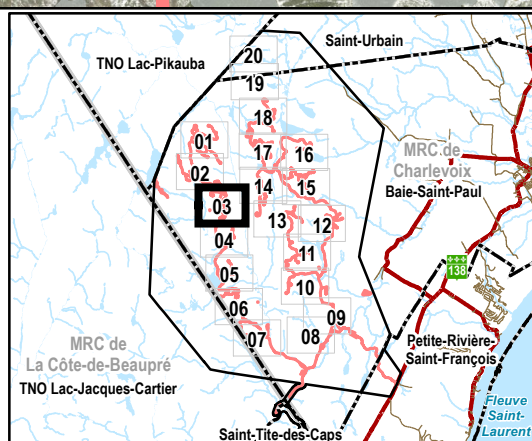 Saint-Urbain
TNO Lac-Pikauba
20
19
18
01
17
16
MRC de
Charlevoix
Baie-Saint-Paul
02
14
15
03
13
12
04
11
05
10
138
06
09
07
08
MRC de
La Côte-de-Beaupré
TNO Lac-Jacques-Cartier
Petite-Rivière-
Saint-François
Fleuve
Saint-
Laurent
Saint-Tite-des-Caps